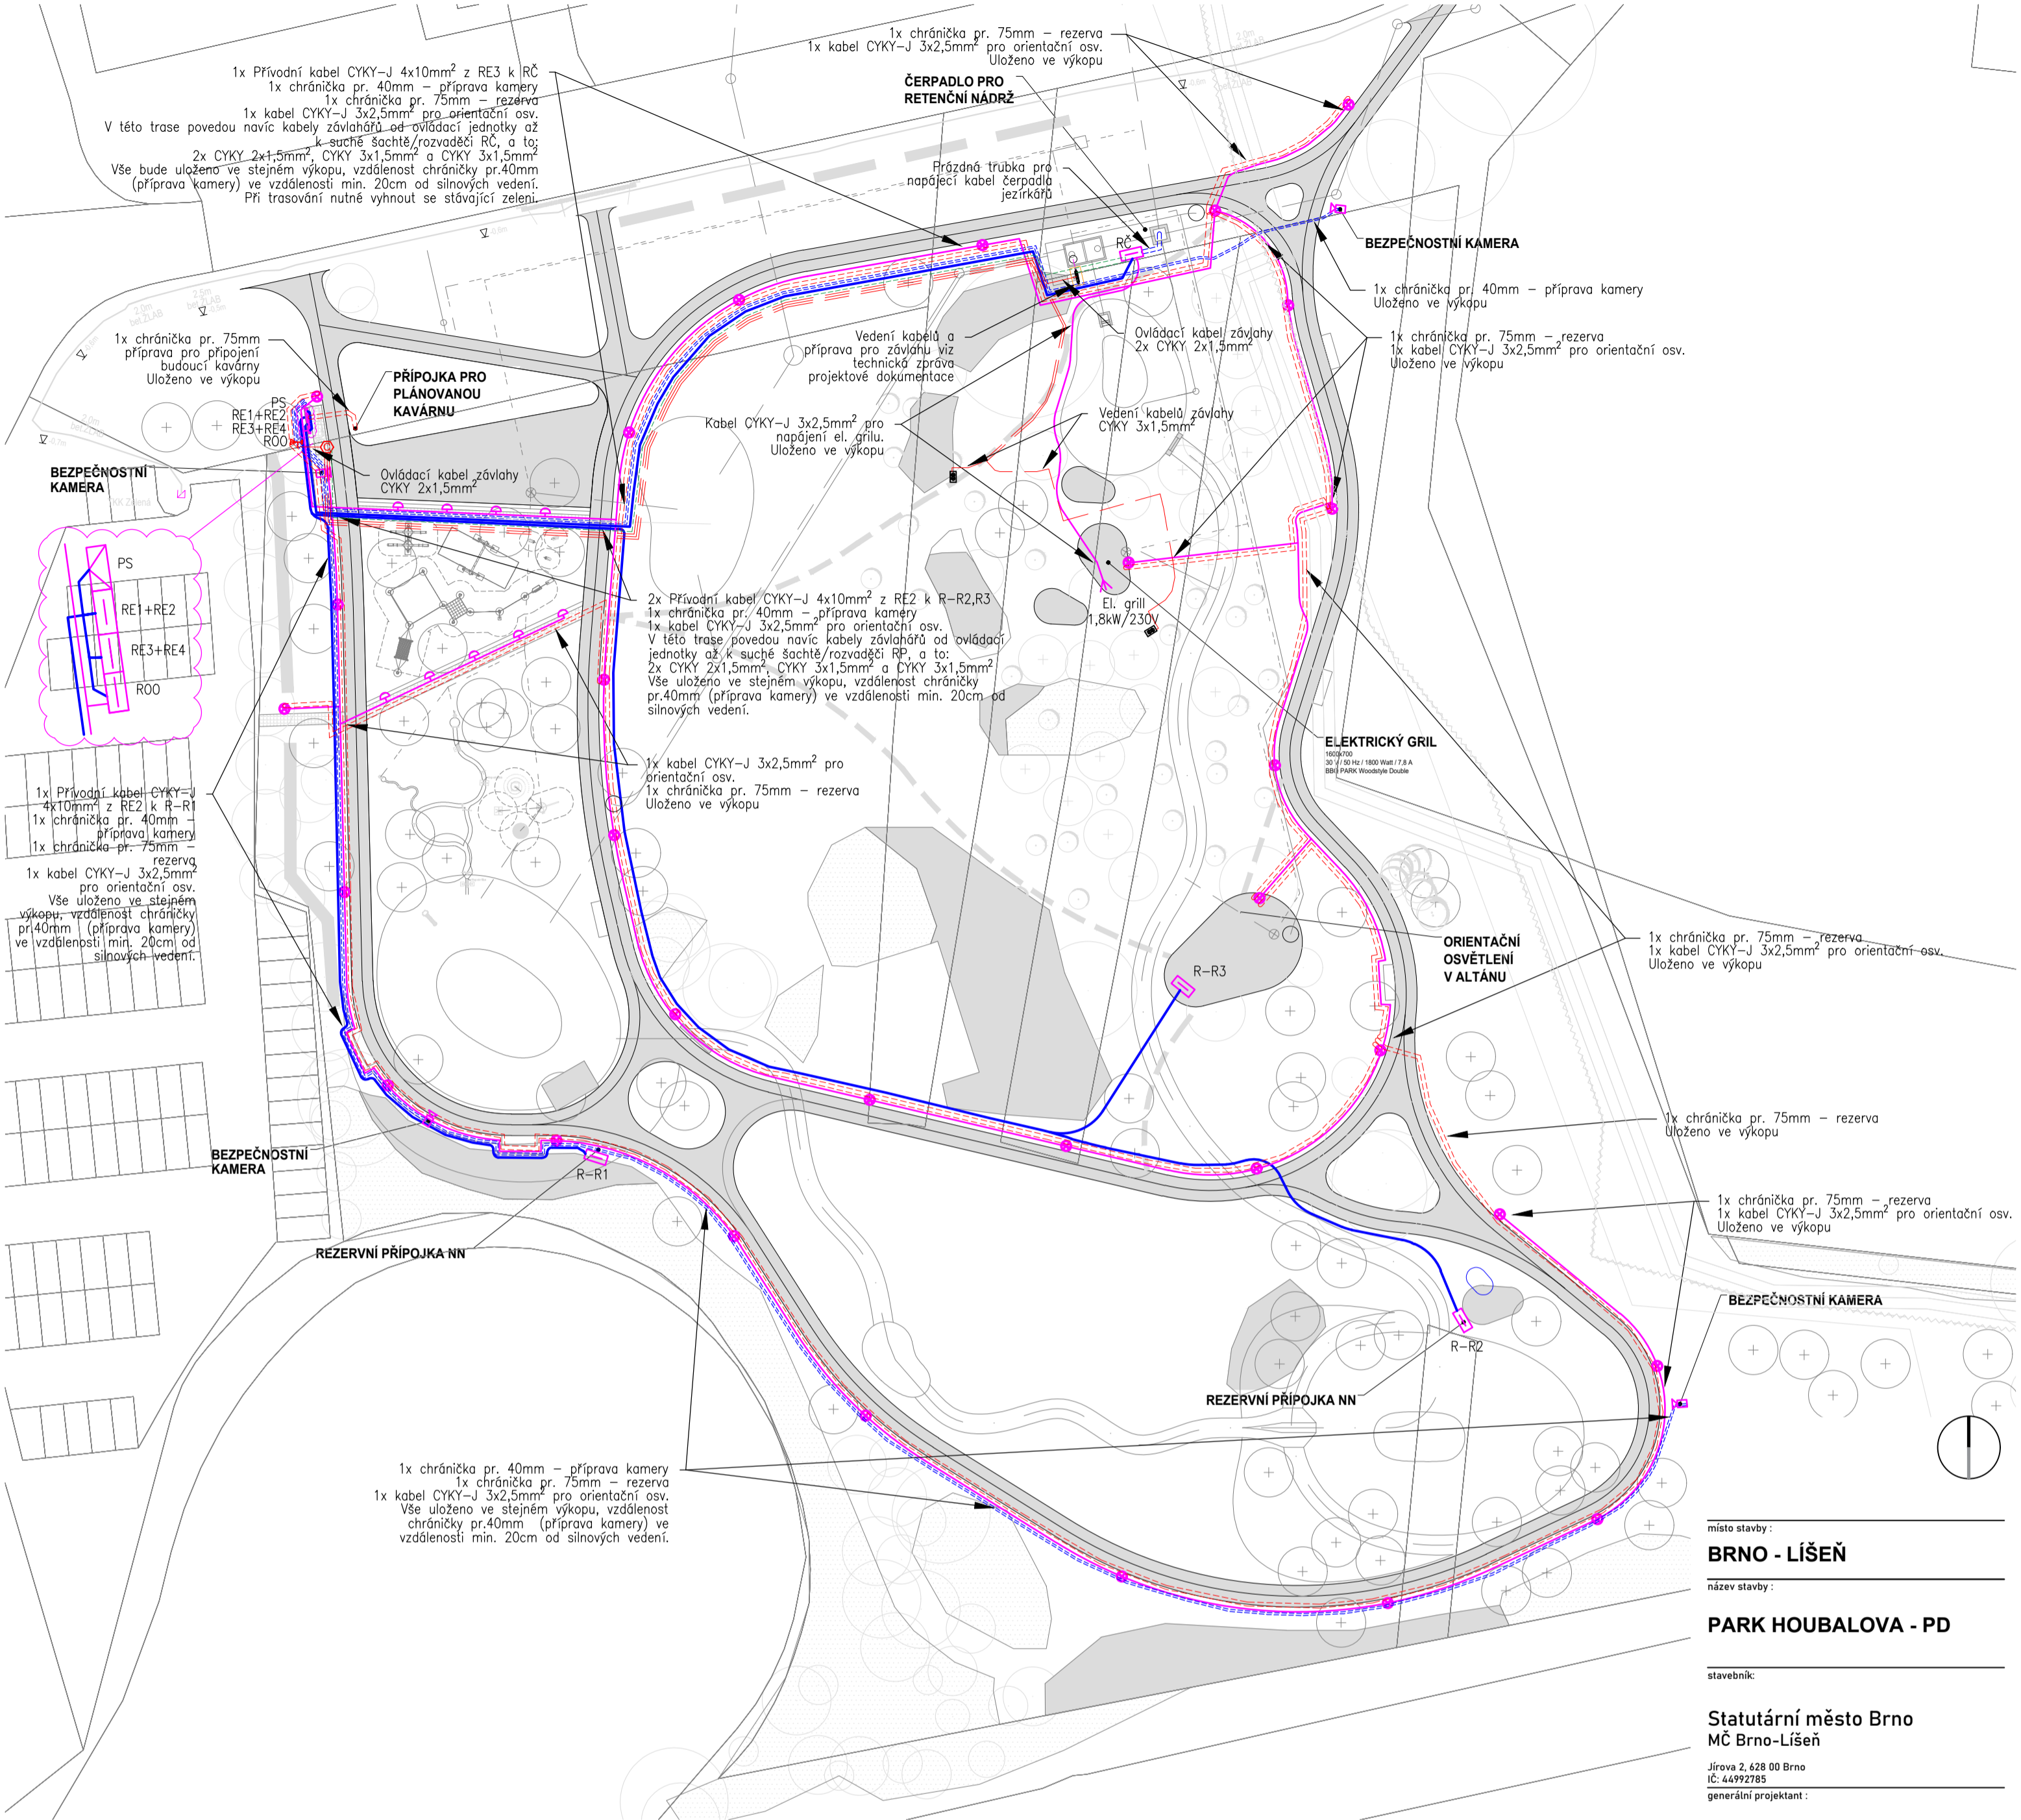 1x chránička pr. 75mm – rezerva
1x kabel CYKY–J 3x2,5mm² pro orientační osv.
Uloženo ve výkopu
1x Přívodní kabel CYKY–J 4x10mm² z RE3 k RČ
1x chránička pr. 40mm – příprava kamery
1x chránička pr. 75mm – rezerva
1x kabel CYKY–J 3x2,5mm² pro orientační osv.
V této trase povedou navíc kabely závlahářů od ovládací jednotky až
k suché šachtě/rozvaděči RČ, a to:
2x CYKY 2x1,5mm², CYKY 3x1,5mm² a CYKY 3x1,5mm²
Vše bude uloženo ve stejném výkopu, vzdálenost chráničky pr.40mm
(příprava kamery) ve vzdálenosti min. 20cm od silnových vedení.
Při trasování nutné vyhnout se stávající zeleni.
ČERPADLO PRO
RETENČNÍ NÁDRŽ
Prázdná trubka pro
napájecí kabel čerpadla
jezírkářů
RČ
BEZPEČNOSTNÍ KAMERA
1x chránička pr. 40mm – příprava kamery
Uloženo ve výkopu
1x chránička pr. 75mm – rezerva
1x kabel CYKY–J 3x2,5mm² pro orientační osv.
Uloženo ve výkopu
Ovládací kabel závlahy
2x CYKY 2x1,5mm²
Vedení kabelů a
příprava pro závlahu viz
technická zpráva
projektové dokumentace
1x chránička pr. 75mm
příprava pro připojení
budoucí kavárny
Uloženo ve výkopu
PŘÍPOJKA PRO
PLÁNOVANOU
KAVÁRNU
PS
RE1+RE2
RE3+RE4
ROO
Kabel CYKY–J 3x2,5mm² pro
napájení el. grilu.
Uloženo ve výkopu
Vedení kabelů závlahy
CYKY 3x1,5mm²
BEZPEČNOSTNÍ
KAMERA
Ovládací kabel závlahy
CYKY 2x1,5mm²
PS
RE1+RE2
RE3+RE4
ROO
El. grill
1,8kW/230V
2x Přívodní kabel CYKY–J 4x10mm² z RE2 k R–R2,R3
1x chránička pr. 40mm – příprava kamery
1x kabel CYKY–J 3x2,5mm² pro orientační osv.
V této trase povedou navíc kabely závlahářů od ovládací
jednotky až k suché šachtě/rozvaděči RP, a to:
2x CYKY 2x1,5mm², CYKY 3x1,5mm² a CYKY 3x1,5mm²
Vše uloženo ve stejném výkopu, vzdálenost chráničky
pr.40mm (příprava kamery) ve vzdálenosti min. 20cm od
silnových vedení.
ELEKTRICKÝ GRIL
1600x700
/ 50 Hz / 1800 Watt / 7,8 A
BBQ PARK Woodstyle Double
1x kabel CYKY–J 3x2,5mm² pro
orientační osv.
1x chránička pr. 75mm – rezerva
Uloženo ve výkopu
1x Přívodní kabel CYKY–J
4x10mm² z RE2 k R–R1
1x chránička pr. 40mm –
příprava kamery
1x chránička pr. 75mm –
rezerva
1x kabel CYKY–J 3x2,5mm²
pro orientační osv.
Vše uloženo ve stejném
výkopu, vzdálenost chráničky
pr.40mm (příprava kamery)
ve vzdálenosti min. 20cm od
silnových vedení.
ORIENTAČNÍ
OSVĚTLENÍ
V ALTÁNU
1x chránička pr. 75mm – rezerva
1x kabel CYKY–J 3x2,5mm² pro orientační osv.
Uloženo ve výkopu
R–R3
1x chránička pr. 75mm – rezerva
Uloženo ve výkopu
BEZPEČNOSTNÍ
KAMERA
R–R1
1x chránička pr. 75mm – rezerva
1x kabel CYKY–J 3x2,5mm² pro orientační osv.
Uloženo ve výkopu
REZERVNÍ PŘÍPOJKA NN
BEZPEČNOSTNÍ KAMERA
R–R2
REZERVNÍ PŘÍPOJKA NN
1x chránička pr. 40mm – příprava kamery
1x chránička pr. 75mm – rezerva
1x kabel CYKY–J 3x2,5mm² pro orientační osv.
Vše uloženo ve stejném výkopu, vzdálenost
chráničky pr.40mm (příprava kamery) ve
vzdálenosti min. 20cm od silnových vedení.
místo stavby :
BRNO - LÍŠEŇ
název stavby :
PARK HOUBALOVA - PD
stavebník:
Statutární město Brno
MČ Brno-Líšeň
Jírova 2, 628 00 Brno
IČ: 44992785
generální projektant :